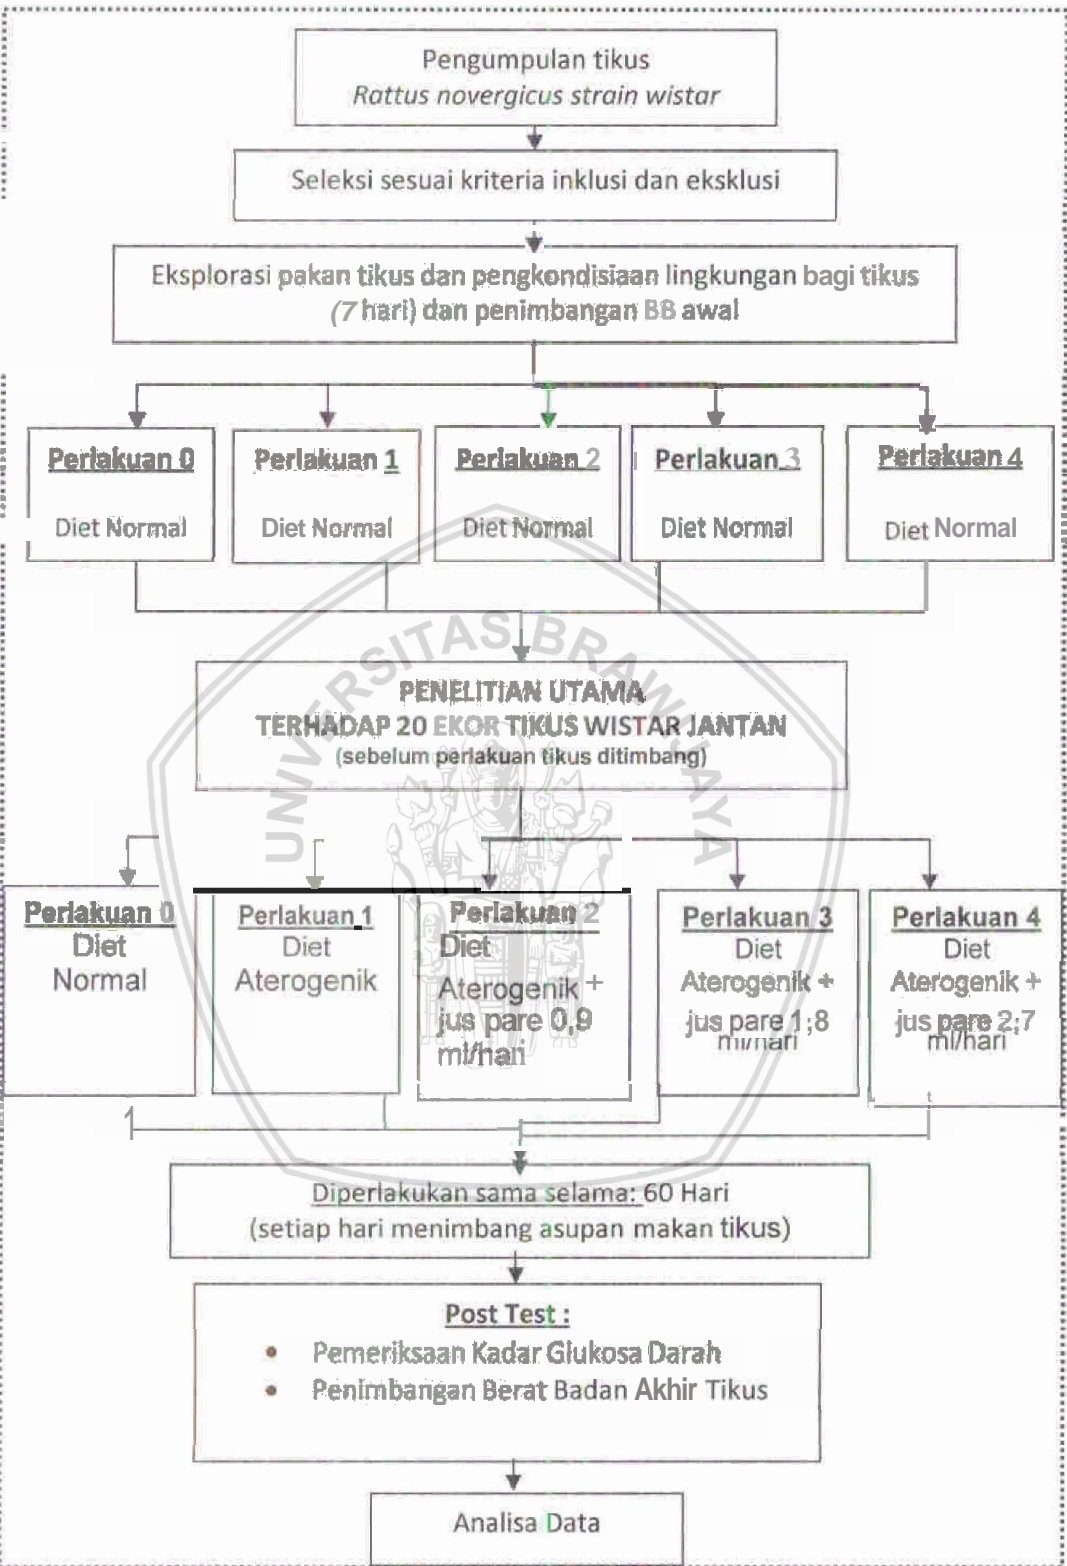 Pengumpulan tikus
Rattus novergicus strain wistar
Seleksi sesuai kriteria inklusi dan eksklusi
Eksplorasi pakan tikus dan pengkondisiaan lingkungan bagi tikus
(7 hari) dan penimbangan BB awal
Perlakuan 0
Diet Normal
Perlakuan 1
Diet Normal
Perlakuan 2
Diet Normal
Perlakuan 3
Diet Normal
Perlakuan 4
Diet Normal
UNIVERSITAS BRAWIJAYA
PENELITIAN UTAMA
TERHADAP 20 EKOR TIKUS WISTAR JANTAN
(sebelum perlakuan tikus ditimbang)
Perlakuan 0
Diet
Normal
Perlakuan 1
Diet
Aterogenik
Perlakuan 2
Diet
Aterogenik +
jus pare 0,9
ml/hari
Perlakuan 3
Diet
Aterogenik +
jus pare 1;8
ml/hari
Perlakuan 4
Diet
Aterogenik +
jus pare 2;7
ml/hari
Diperlakukan sama selama: 60 Hari
(setiap hari menimbang asupan makan tikus)
Post Test :
• Pemeriksaan Kadar Glukosa Darah
• Penimbangan Berat Badan Akhir Tikus
Analisa Data